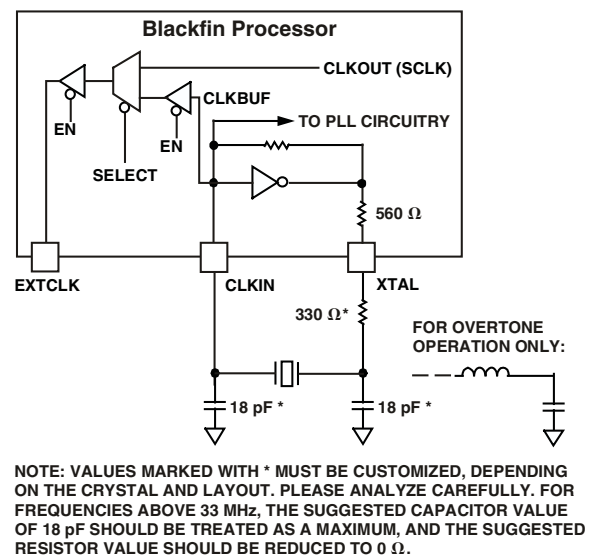 Blackfin Processor
CLKOUT (SCLK)
CLKBUF
TO PLL CIRCUITRY
EN
EN
SELECT
560 Ω
EXTCLK
CLKIN
XTAL
330 Ω*
FOR OVERTONE
OPERATION ONLY:
18 pF *
18 pF *
NOTE: VALUES MARKED WITH * MUST BE CUSTOMIZED, DEPENDING
ON THE CRYSTAL AND LAYOUT. PLEASE ANALYZE CAREFULLY. FOR
FREQUENCIES ABOVE 33 MHz, THE SUGGESTED CAPACITOR VALUE
OF 18 pF SHOULD BE TREATED AS A MAXIMUM, AND THE SUGGESTED
RESISTOR VALUE SHOULD BE REDUCED TO 0 Ω.